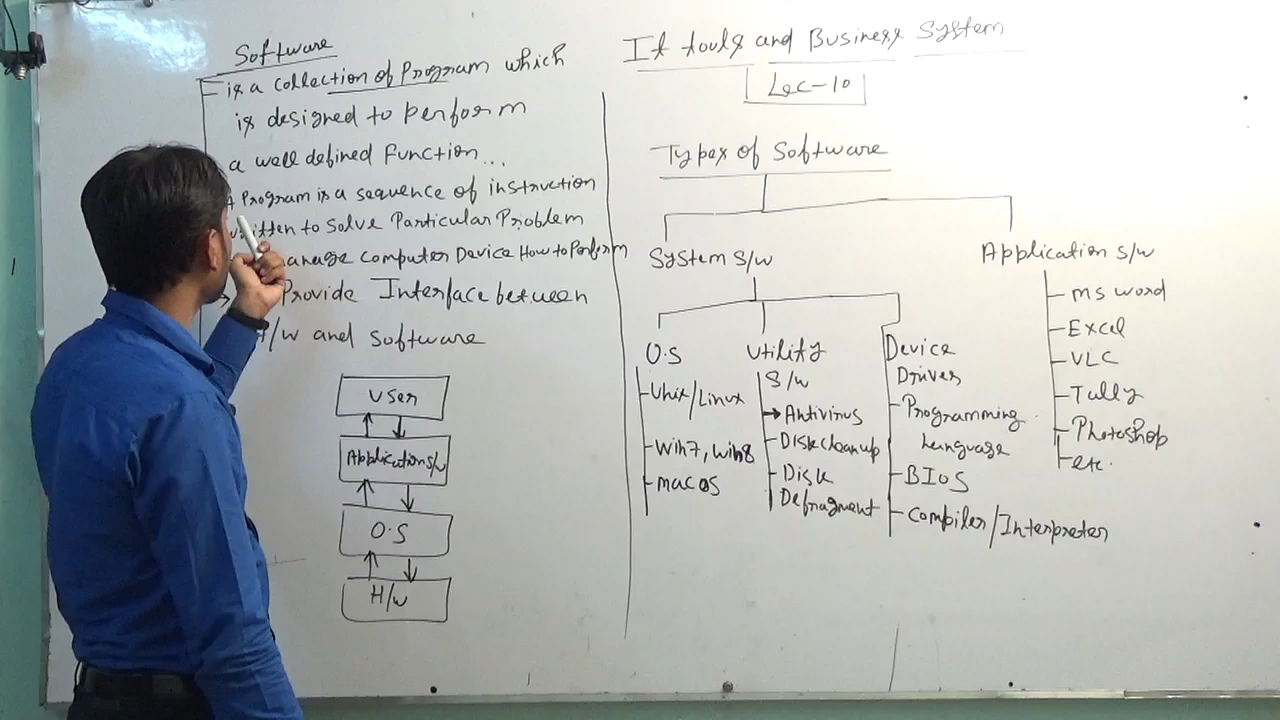 Software
is a collection of Program which
is designed to perform
a well defined Function...
A Program is a sequence of instruction
written to Solve Particular Problem
Computer Device How to Perform
Provide Interface between
H/w and software
User
Application S/w
O.S
H/w
It tools and Business System
Lec-10
Types of Software
System S/w
Application S/w
O.S
Unix/Linux
Win7, Win8
mac os
Utility
S/w
Antivirus
Disk cleanup
Disk
Defragment
Device
Driver
Programming
Language
BIOS
Compiler/Interpreter
ms word
Excel
VLC
Tally
Photoshop
etc.